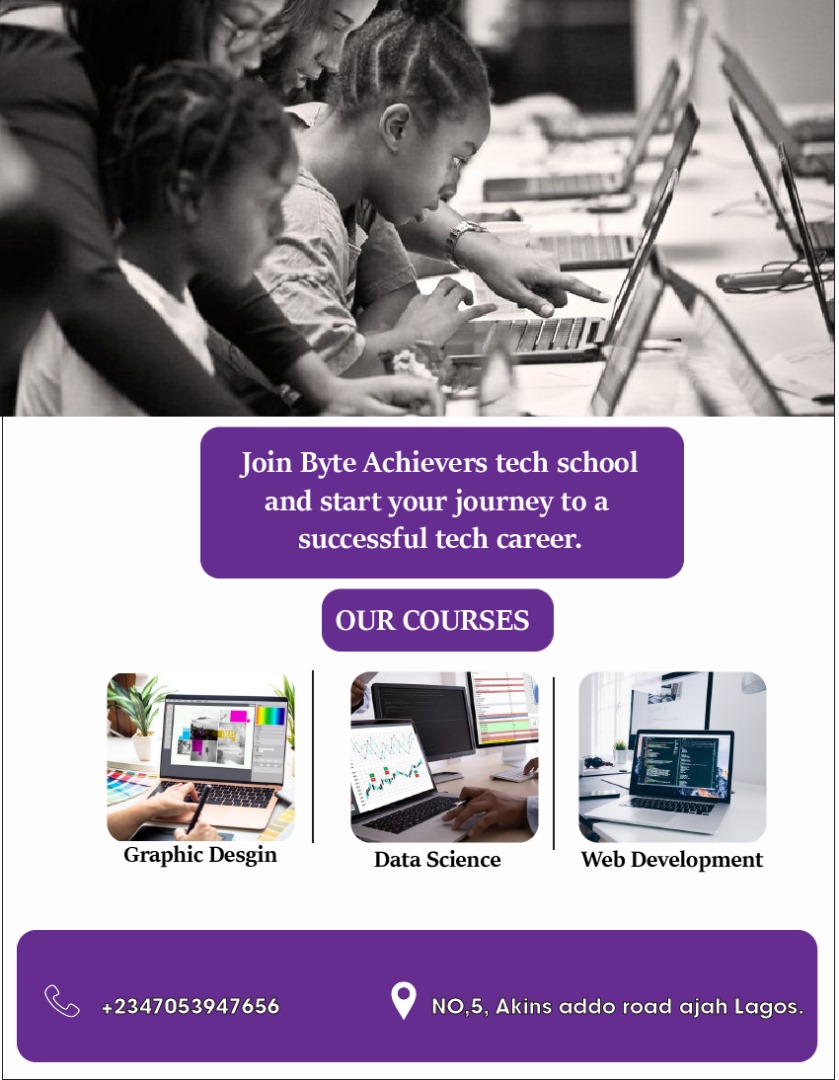 Join Byte Achievers tech school
and start your journey to a
successful tech career.
OUR COURSES
Graphic Desgin
Data Science
Web Development
+2347053947656
NO,5, Akins addo road ajah Lagos.